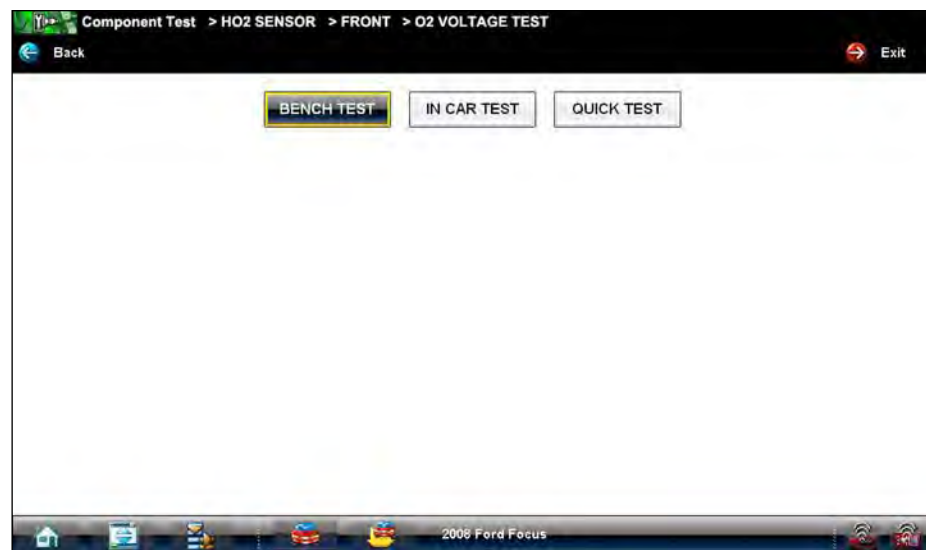 Component Test > HO2 SENSOR > FRONT > O2 VOLTAGE TEST
Back Exit
BENCH TEST IN CAR TEST QUICK TEST
2008 Ford Focus